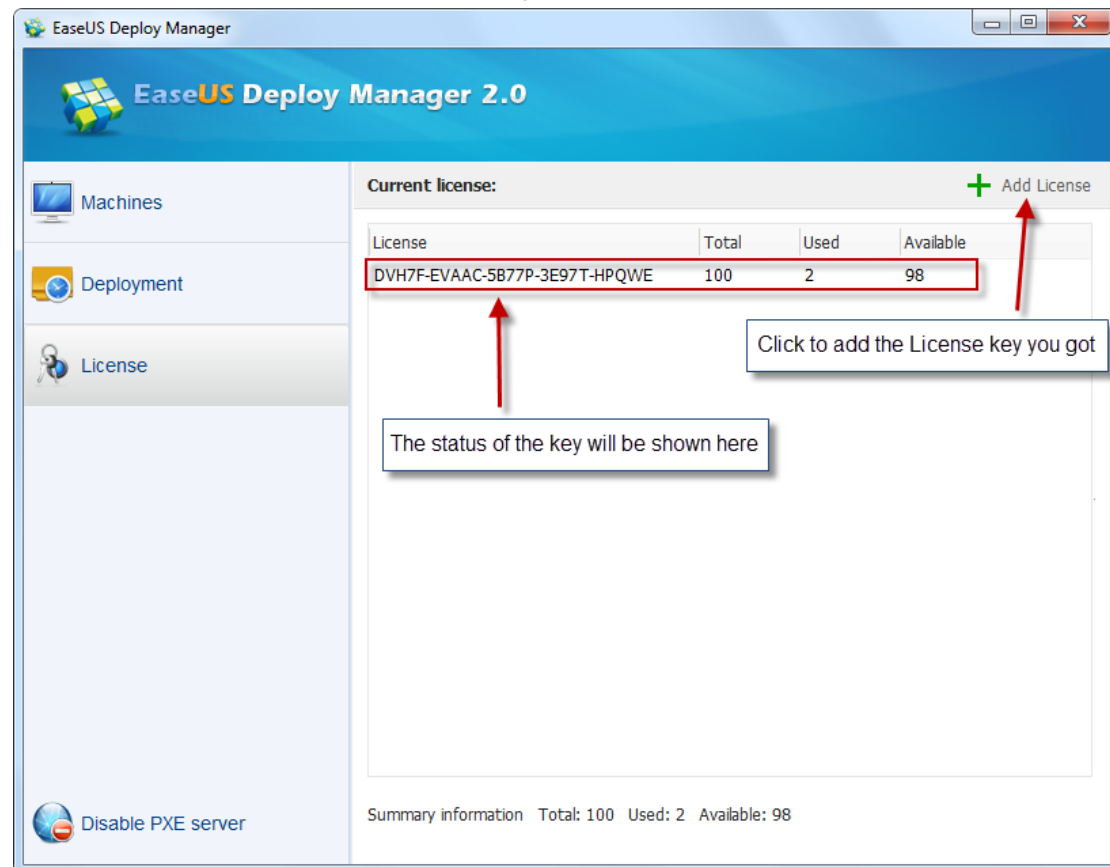 EaseUS Deploy Manager
EaseUS Deploy Manager 2.0
Machines
Deployment
License
Disable PXE server
Current license:
Add License
License Total Used Available
DVH7F-EVAAC-5B77P-3E97T-HPQWE 100 2 98
Click to add the License key you got
The status of the key will be shown here
Summary information Total: 100 Used: 2 Available: 98